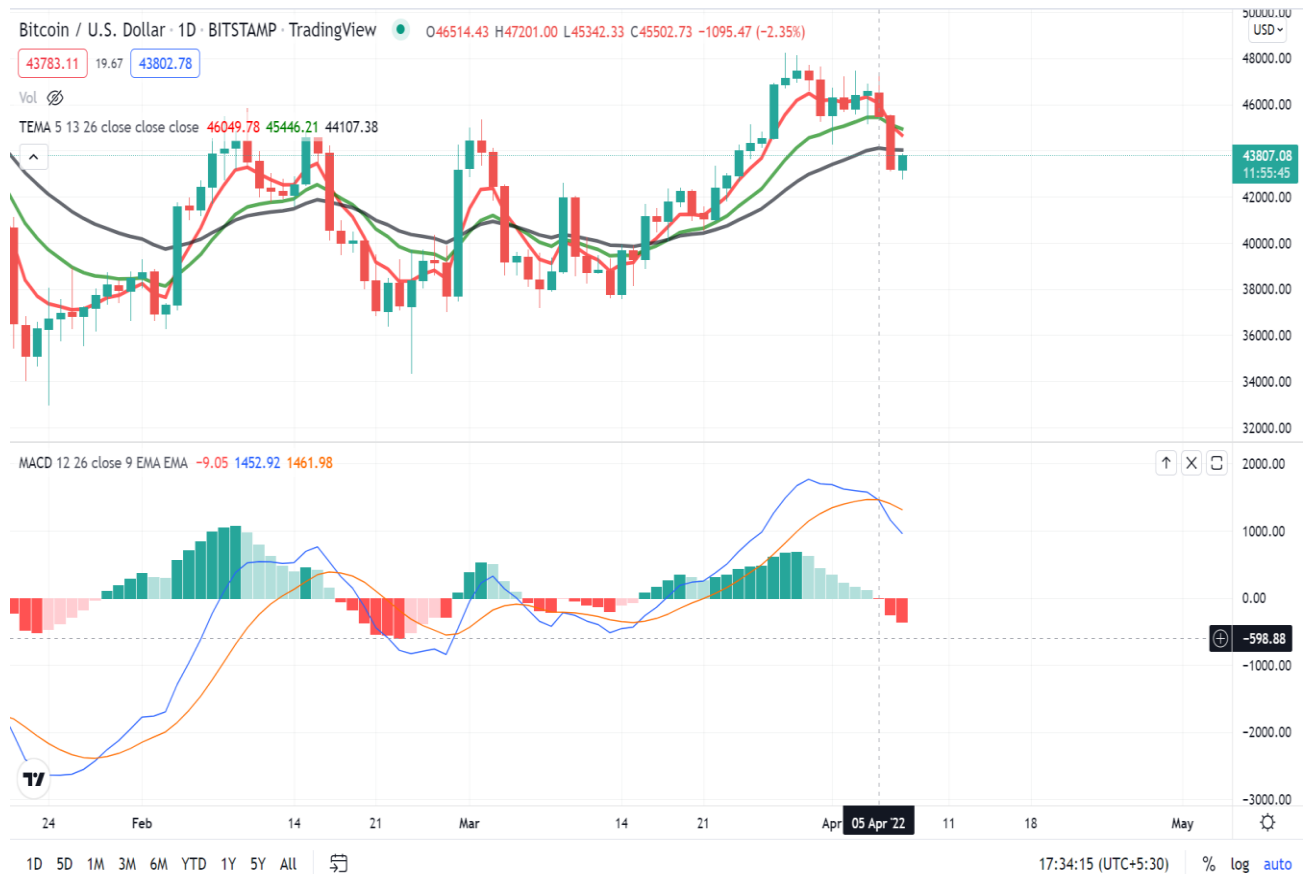 Bitcoin / U.S. Dollar · 1D · BITSTAMP · TradingView O46514.43 H47201.00 L45342.33 C45502.73 −1095.47 (−2.35%)
50000.00
USD
43783.11 19.67 43802.78
48000.00
Vol
46000.00
TEMA 5 13 26 close close close 46049.78 45446.21 44107.38
43807.08
11:55:45
42000.00
40000.00
38000.00
36000.00
34000.00
32000.00
MACD 12 26 close 9 EMA EMA −9.05 1452.92 1461.98
2000.00
1000.00
0.00
−598.88
−1000.00
−2000.00
−3000.00
24 Feb 14 21 Mar 14 21 Apr 05 Apr '22 11 18 May
1D 5D 1M 3M 6M YTD 1Y 5Y All 17:34:15 (UTC+5:30) % log auto